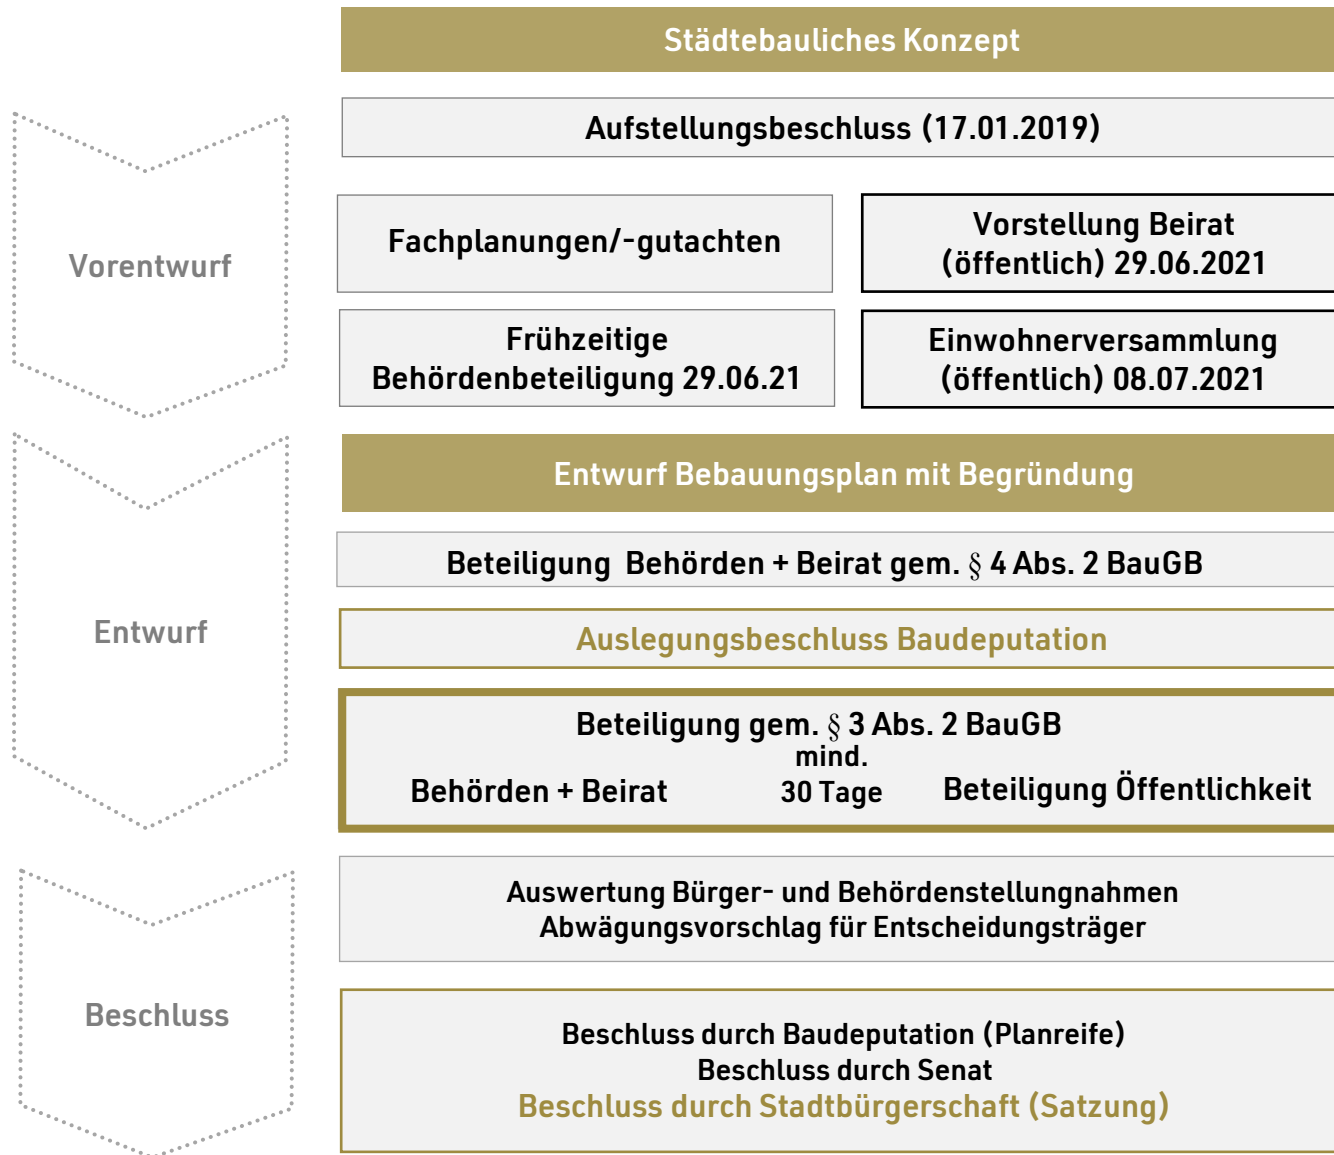 Städtebauliches Konzept
Aufstellungsbeschluss (17.01.2019)
Vorentwurf
Fachplanungen/-gutachten
Vorstellung Beirat
(öffentlich) 29.06.2021
Frühzeitige
Behördenbeteiligung 29.06.21
Einwohnerversammlung
(öffentlich) 08.07.2021
Entwurf Bebauungsplan mit Begründung
Beteiligung  Behörden + Beirat gem. § 4 Abs. 2 BauGB
Entwurf
Auslegungsbeschluss Baudeputation
Beteiligung gem. § 3 Abs. 2 BauGB
mind.
Behörden + Beirat 30 Tage Beteiligung Öffentlichkeit
Auswertung Bürger- und Behördenstellungnahmen
Abwägungsvorschlag für Entscheidungsträger
Beschluss
Beschluss durch Baudeputation (Planreife)
Beschluss durch Senat
Beschluss durch Stadtbürgerschaft (Satzung)